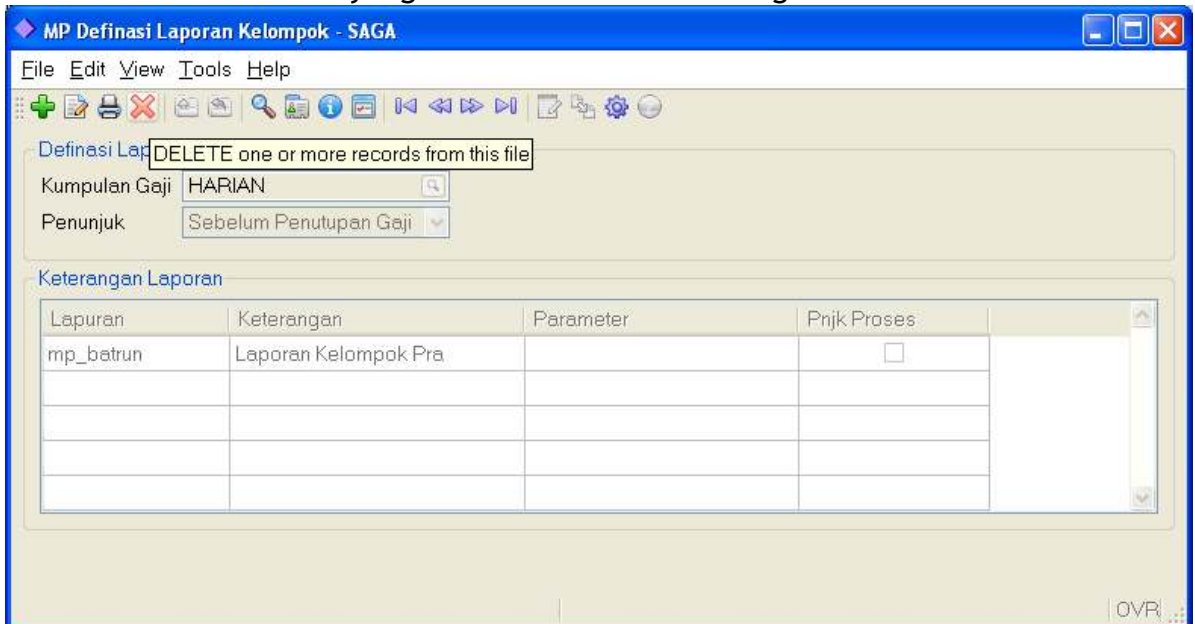 MP Definasi Laporan Kelompok - SAGA
File Edit View Tools Help
Definasi Lap
DELETE one or more records from this file
Kumpulan Gaji HARIAN
Penunjuk Sebelum Penutupan Gaji
Keterangan Laporan
Lapuran Keterangan Parameter Pnjk Proses
mp_batrun Laporan Kelompok Pra
OVR